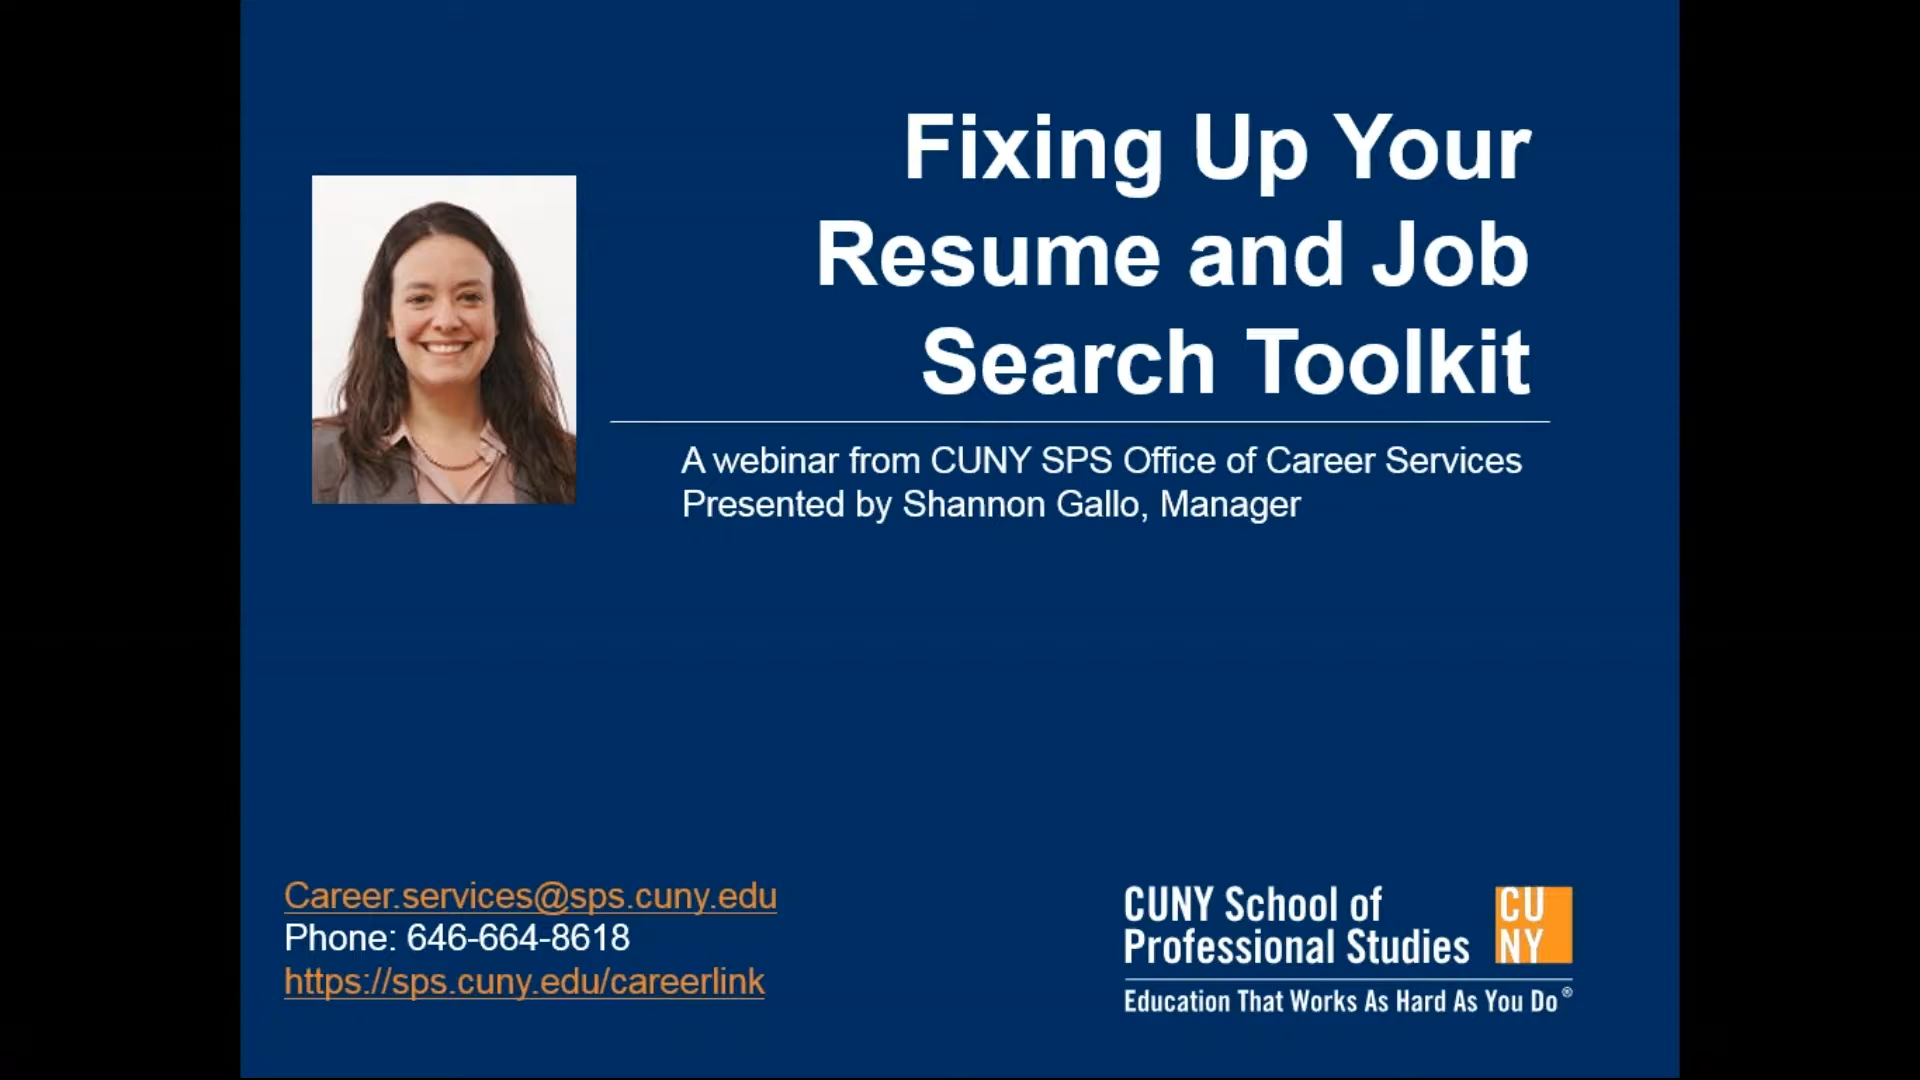 Fixing Up Your
Resume and Job
Search Toolkit
A webinar from CUNY SPS Office of Career Services
Presented by Shannon Gallo, Manager
Career.services@sps.cuny.edu
Phone: 646-664-8618
https://sps.cuny.edu/careerlink
CUNY School of
Professional Studies
CU
NY
Education That Works As Hard As You Do®